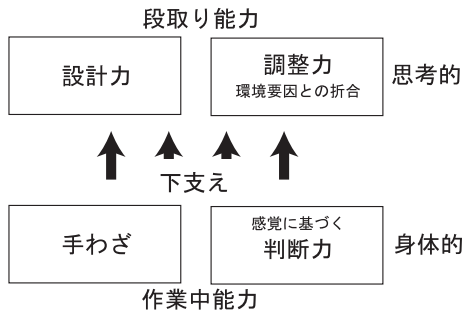 段取り能力
設計力
調整力
環境要因との折合
思考的
下支え
手わざ
感覚に基づく
判断力
身体的
作業中能力